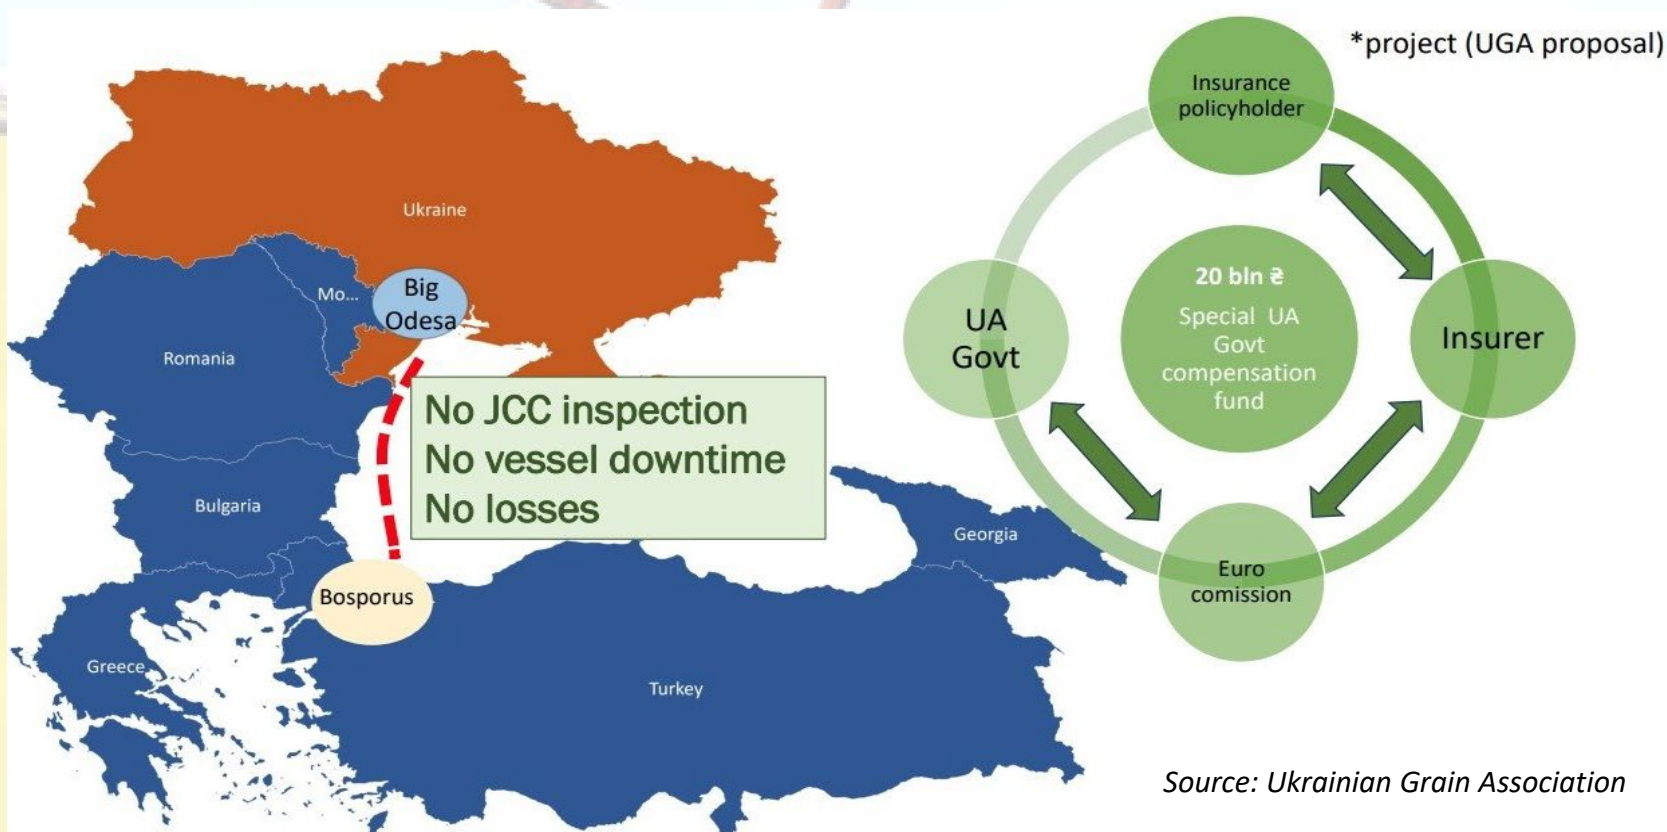 *project (UGA proposal)
Insurance
policyholder
20 bln ₴
Special UA
Govt
compensation
fund
UA
Govt
Insurer
Euro
comission
Ukraine
Big
Odesa
Mo...
Romania
No JCC inspection
No vessel downtime
No losses
Bulgaria
Georgia
Bosporus
Greece
Turkey
Source: Ukrainian Grain Association